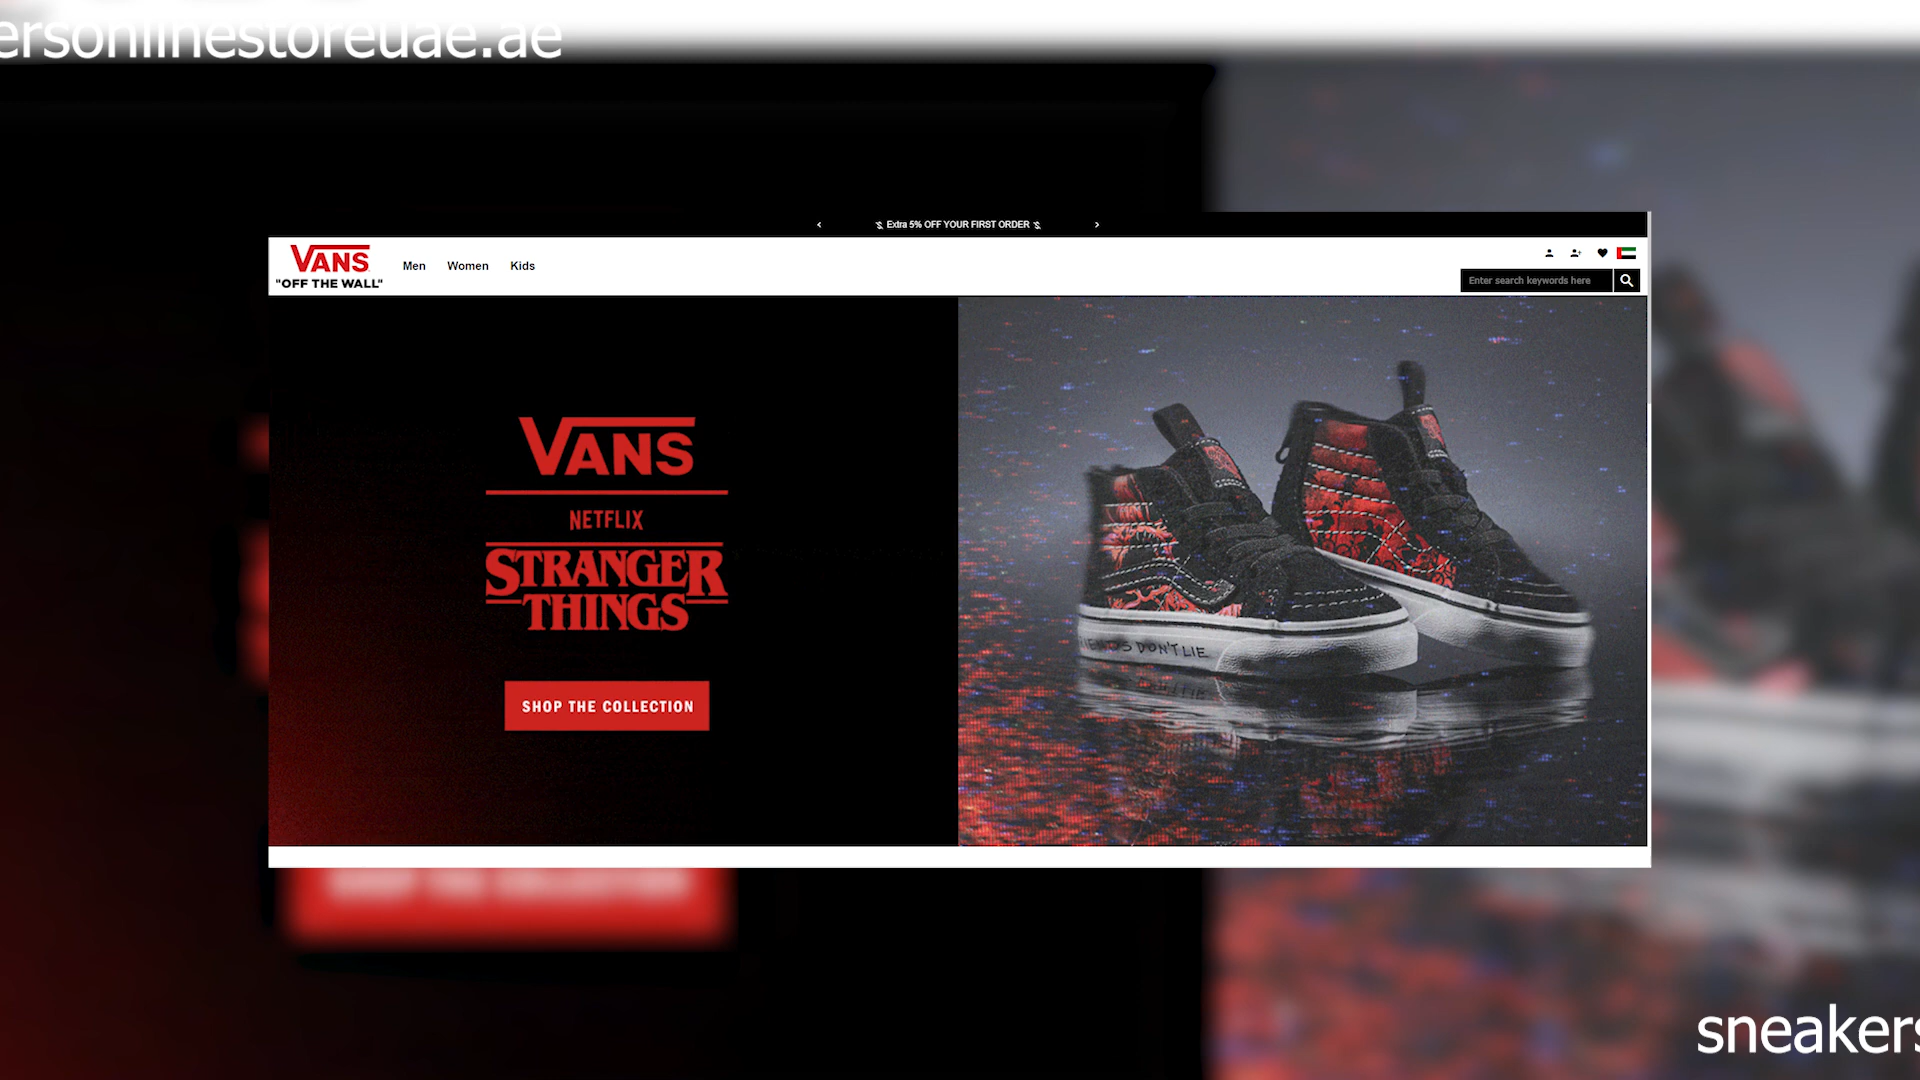 ersonlinestoreuae.ae
Extra 5% OFF YOUR FIRST ORDER
VANS
"OFF THE WALL"
Men Women Kids
Enter search keywords here
VANS
NETFLIX
STRANGER
THINGS
SHOP THE COLLECTION
DON'T LIE
sneakers